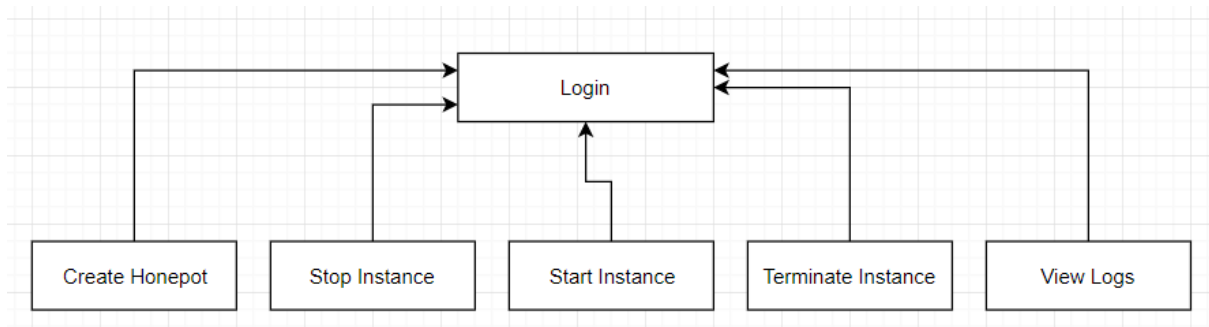 Login
Create Honepot
Stop Instance
Start Instance
Terminate Instance
View Logs